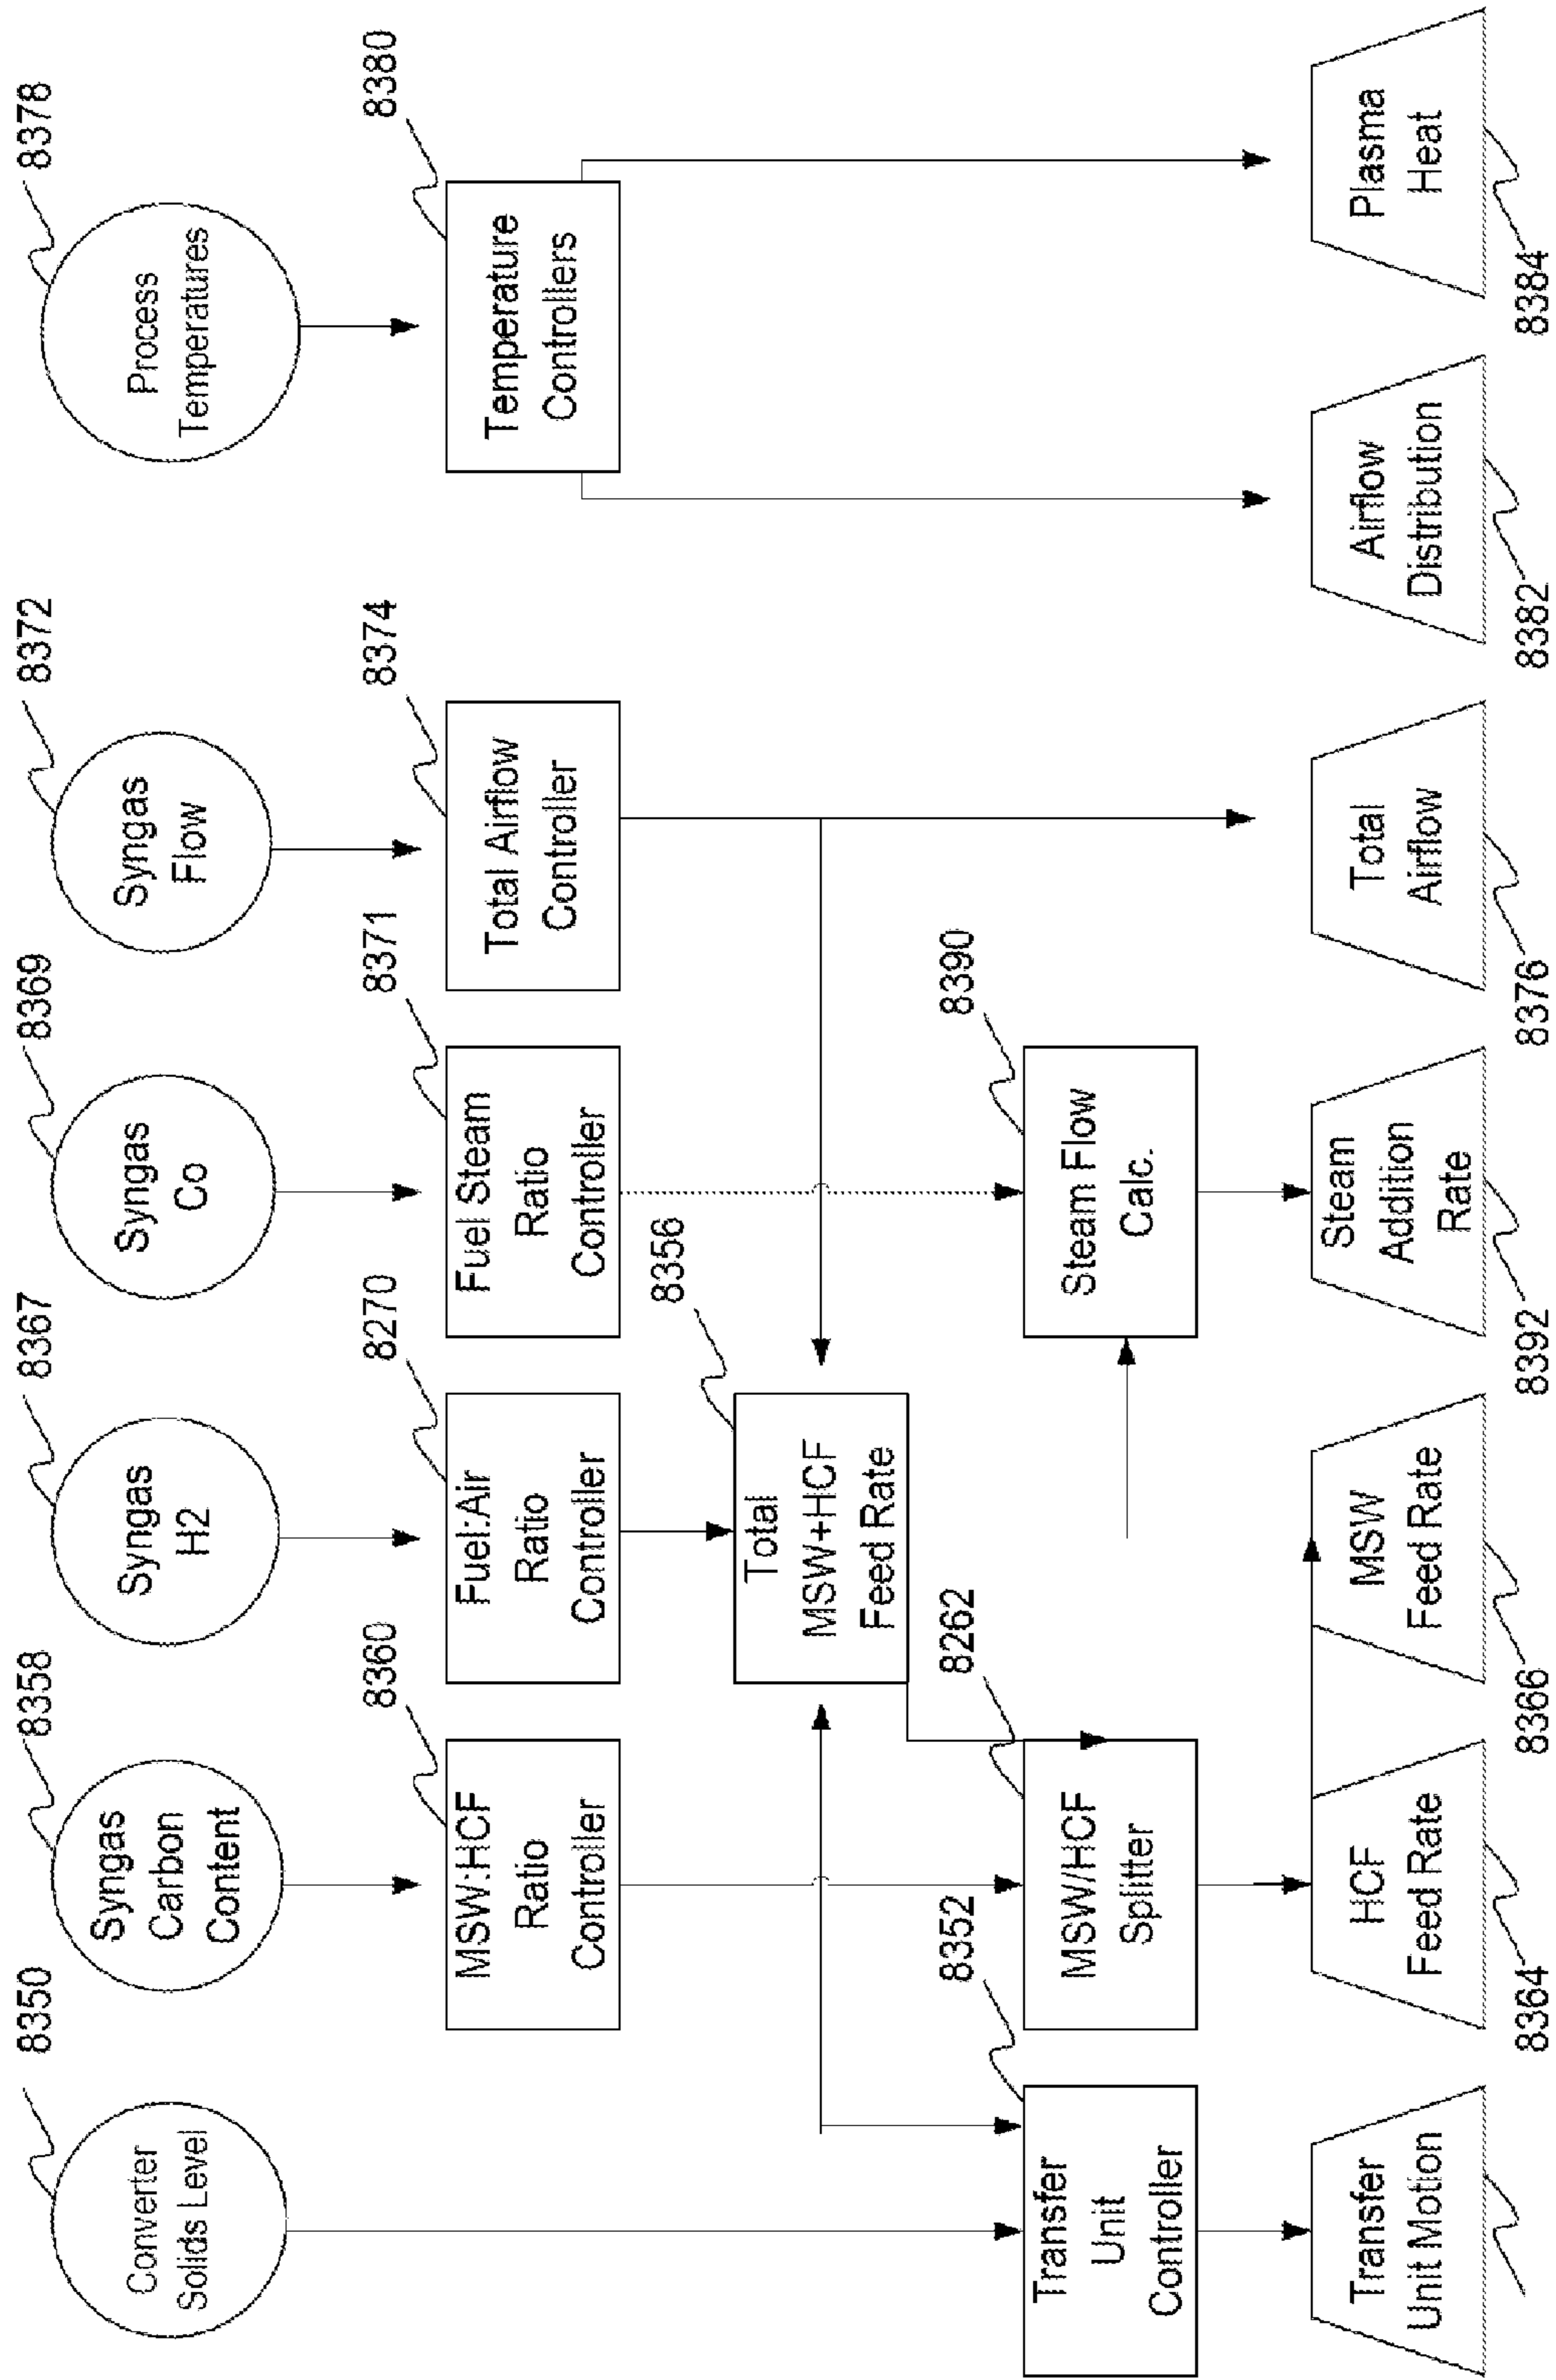 8350
8358
8367
8369
8372
8378
Converter
Solids Level
Syngas
Carbon
Content
Syngas
H2
Syngas
Co
Syngas
Flow
Process
Temperatures
8360
8270
8371
8374
8380
MSW:HCF
Ratio
Controller
Fuel:Air
Ratio
Controller
Fuel Steam
Ratio
Controller
Total Airflow
Controller
Temperature
Controllers
8356
Total
MSW+HCF
Feed Rate
8352
8262
8390
Transfer
Unit
Controller
MSW/HCF
Splitter
Steam Flow
Calc.
Transfer
Unit Motion
HCF
Feed Rate
MSW
Feed Rate
Steam
Addition
Rate
Total
Airflow
Airflow
Distribution
Plasma
Heat
8364
8366
8392
8376
8382
8384